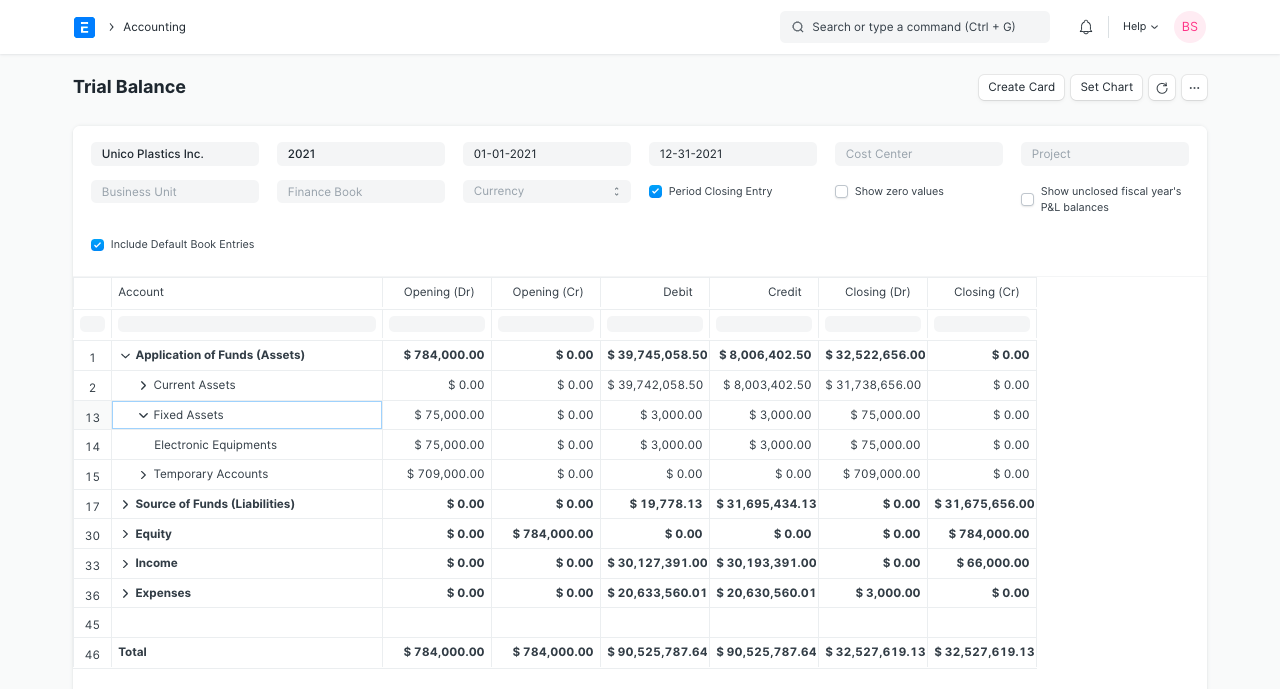 Accounting
Search or type a command (Ctrl + G)
Help
BS
Trial Balance
Create Card
Set Chart
Unico Plastics Inc.
2021
01-01-2021
12-31-2021
Cost Center
Project
Business Unit
Finance Book
Currency
Period Closing Entry
Show zero values
Show unclosed fiscal year's
P&L balances
Include Default Book Entries
Account Opening (Dr) Opening (Cr) Debit Credit Closing (Dr) Closing (Cr)
1 Application of Funds (Assets) $ 784,000.00 $ 0.00 $ 39,745,058.50 $ 8,006,402.50 $ 32,522,656.00 $ 0.00
2 Current Assets $ 0.00 $ 0.00 $ 39,742,058.50 $ 8,003,402.50 $ 31,738,656.00 $ 0.00
13 Fixed Assets $ 75,000.00 $ 0.00 $ 3,000.00 $ 3,000.00 $ 75,000.00 $ 0.00
14 Electronic Equipments $ 75,000.00 $ 0.00 $ 3,000.00 $ 3,000.00 $ 75,000.00 $ 0.00
15 Temporary Accounts $ 709,000.00 $ 0.00 $ 0.00 $ 0.00 $ 709,000.00 $ 0.00
17 Source of Funds (Liabilities) $ 0.00 $ 0.00 $ 19,778.13 $ 31,695,434.13 $ 0.00 $ 31,675,656.00
30 Equity $ 0.00 $ 784,000.00 $ 0.00 $ 0.00 $ 0.00 $ 784,000.00
33 Income $ 0.00 $ 0.00 $ 30,127,391.00 $ 30,193,391.00 $ 0.00 $ 66,000.00
36 Expenses $ 0.00 $ 0.00 $ 20,633,560.01 $ 20,630,560.01 $ 3,000.00 $ 0.00
45
46 Total $ 784,000.00 $ 784,000.00 $ 90,525,787.64 $ 90,525,787.64 $ 32,527,619.13 $ 32,527,619.13